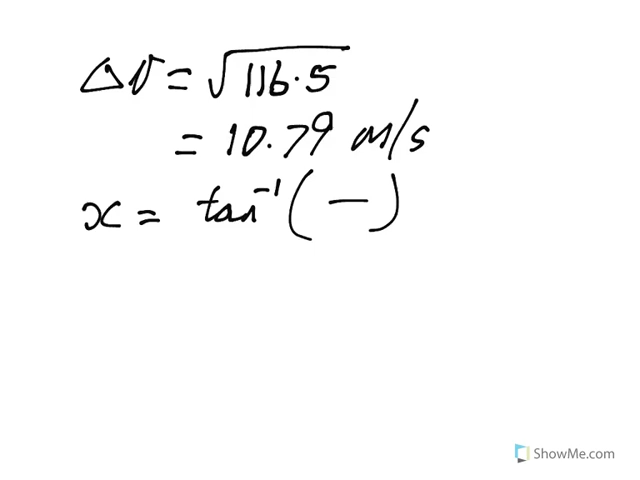 Δv = √116.5
= 10.79 m/s
x = tan⁻¹( — )
ShowMe.com